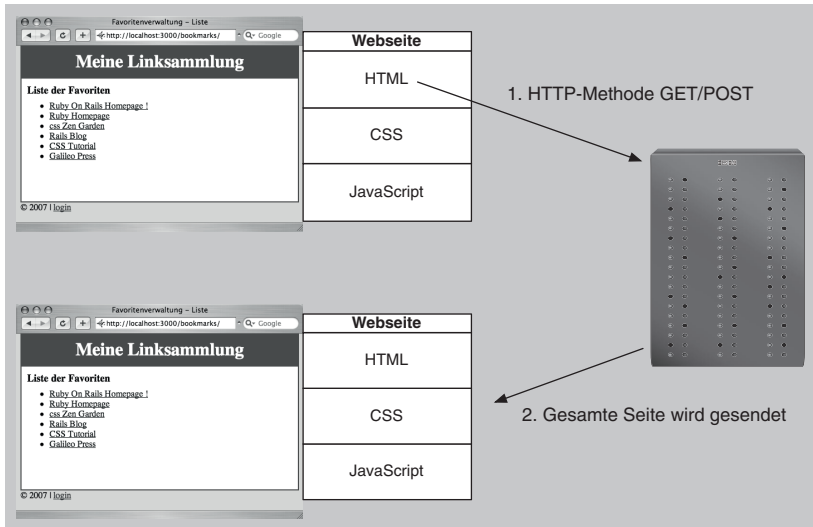 Favoritenverwaltung – Liste
http://localhost:3000/bookmarks/
Google
Meine Linksammlung
Liste der Favoriten
Ruby On Rails Homepage !
Ruby Homepage
css Zen Garden
Rails Blog
CSS Tutorial
Galileo Press
© 2007 | login
Webseite
HTML
CSS
JavaScript
1. HTTP-Methode GET/POST
Favoritenverwaltung – Liste
http://localhost:3000/bookmarks/
Google
Meine Linksammlung
Liste der Favoriten
Ruby On Rails Homepage !
Ruby Homepage
css Zen Garden
Rails Blog
CSS Tutorial
Galileo Press
© 2007 | login
Webseite
HTML
CSS
JavaScript
2. Gesamte Seite wird gesendet